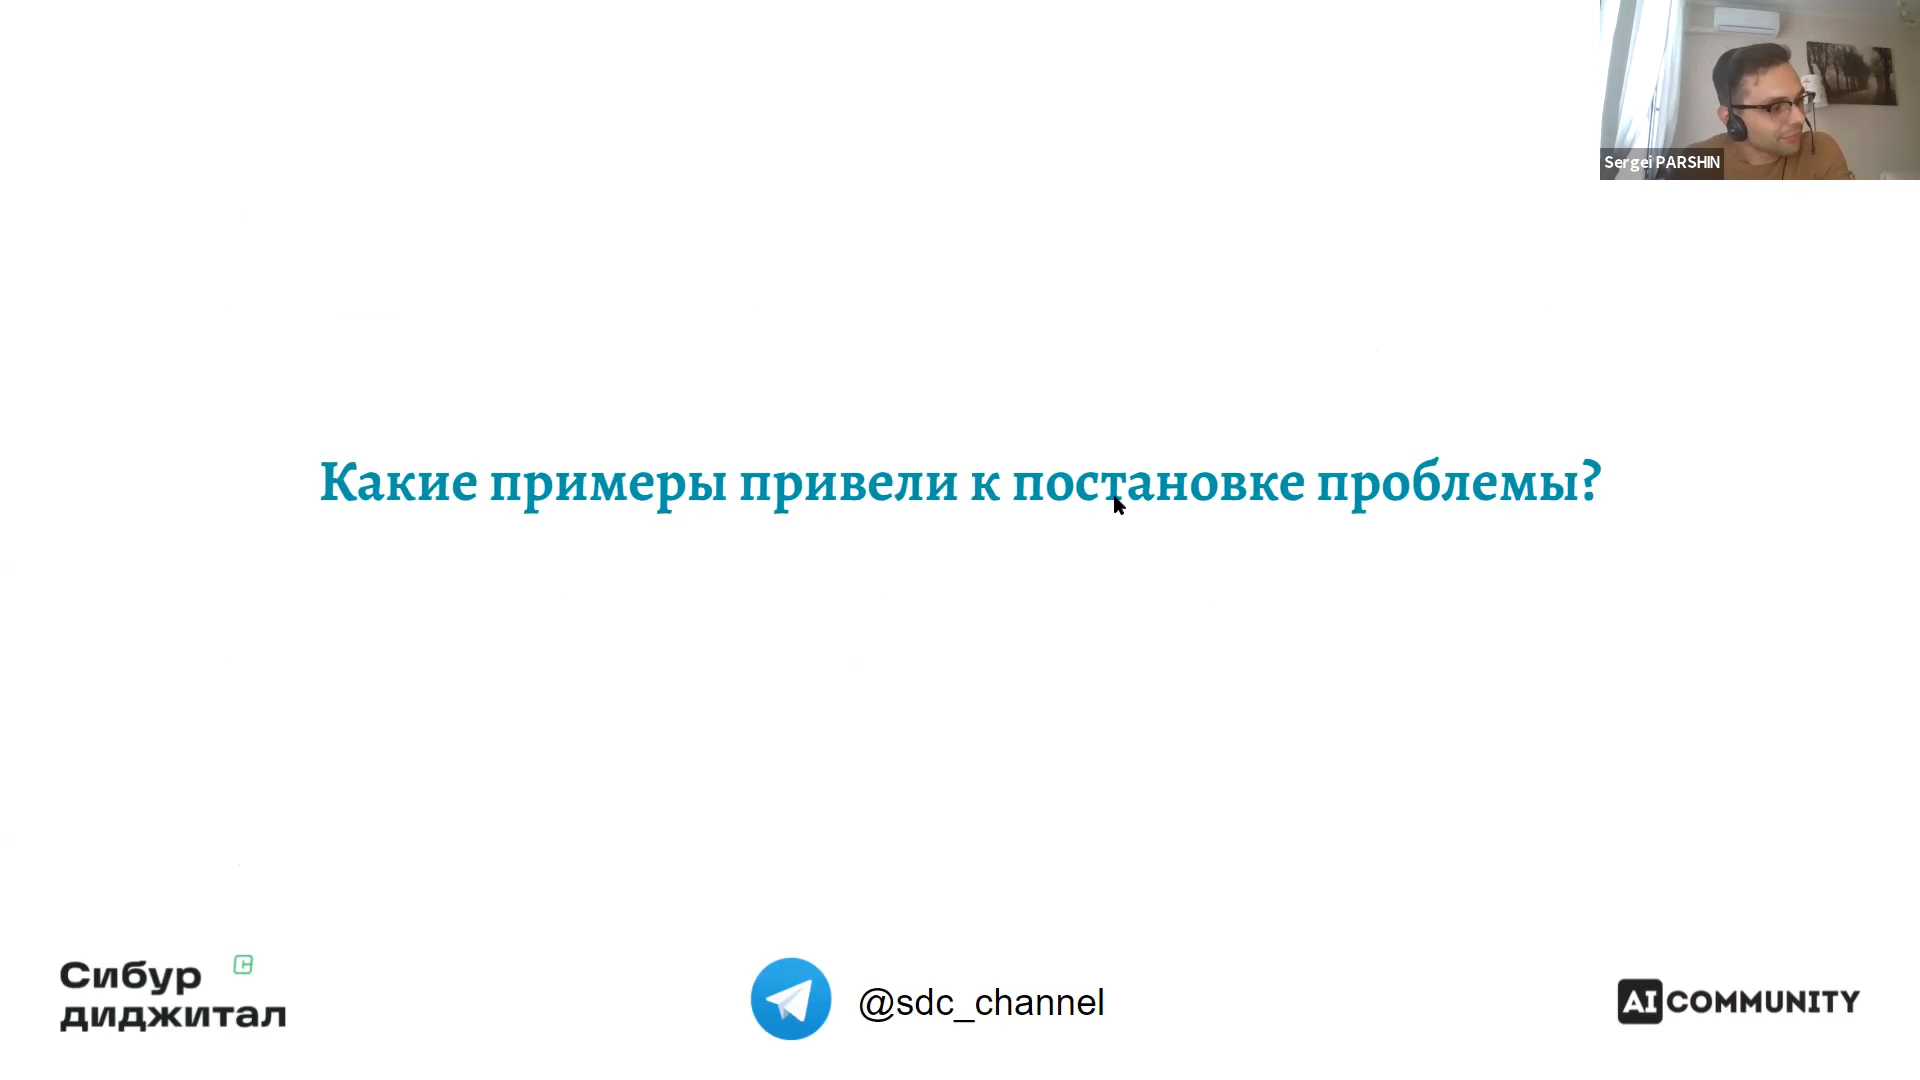 Sergei PARSHIN
Какие примеры привели к постановке проблемы?
Сибур
диджитал
@sdc_channel
AI COMMUNITY